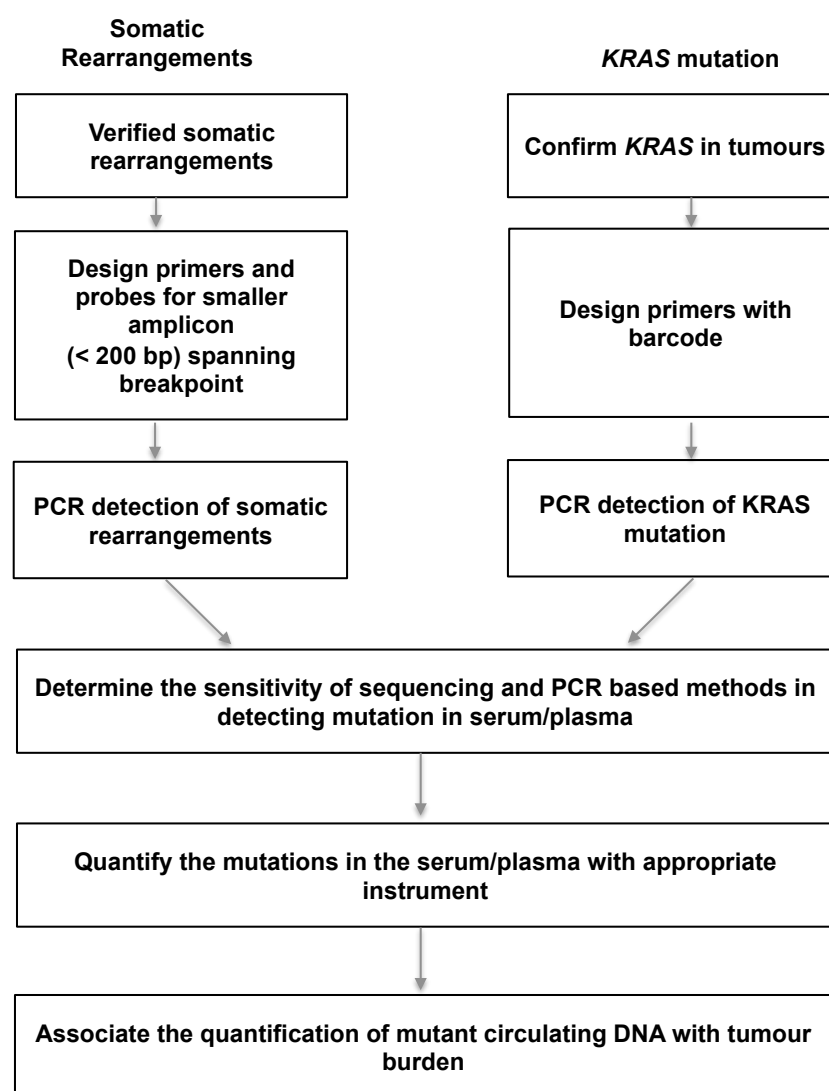 Somatic
Rearrangements
KRAS mutation
Verified somatic
rearrangements
Confirm KRAS in tumours
Design primers and
probes for smaller
amplicon
(< 200 bp) spanning
breakpoint
Design primers with
barcode
PCR detection of somatic
rearrangements
PCR detection of KRAS
mutation
Determine the sensitivity of sequencing and PCR based methods in
detecting mutation in serum/plasma
Quantify the mutations in the serum/plasma with appropriate
instrument
Associate the quantification of mutant circulating DNA with tumour
burden